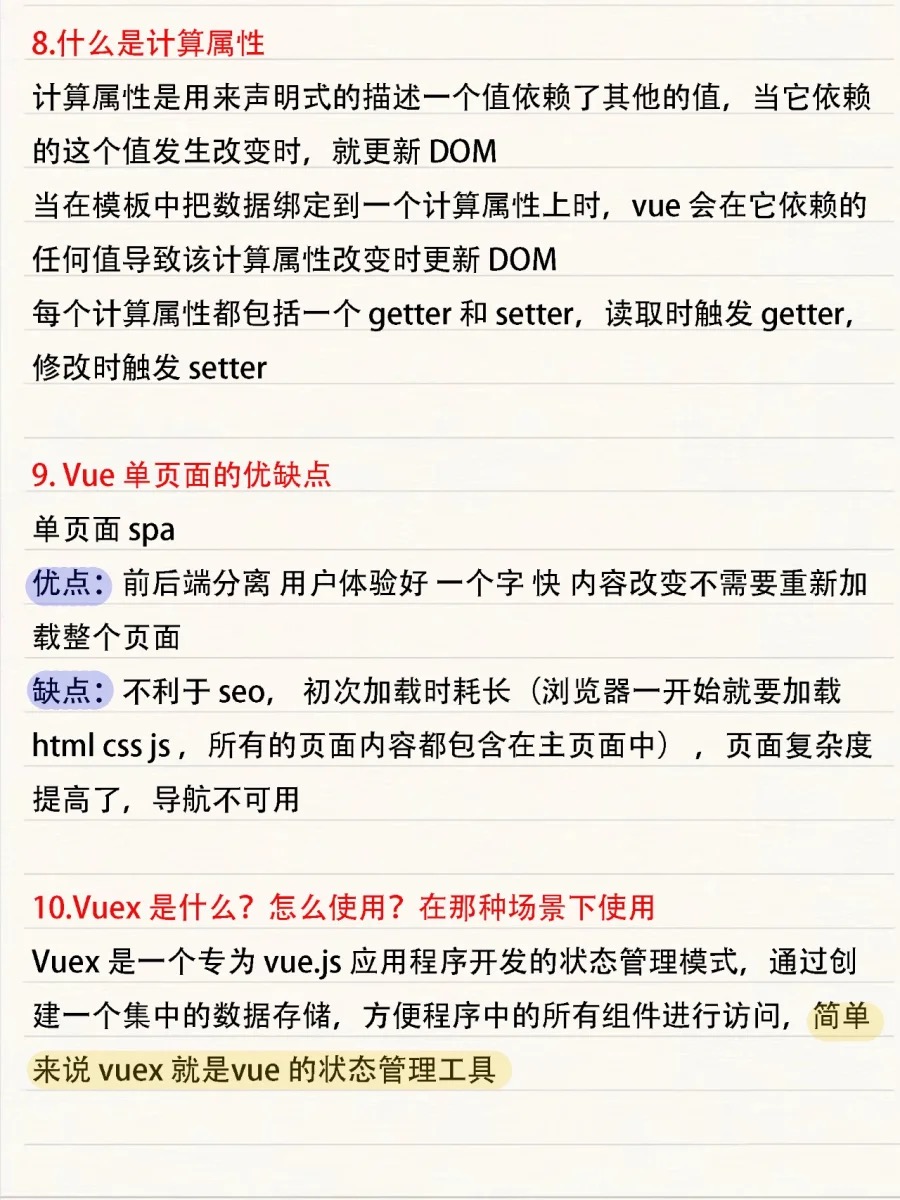 8.什么是计算属性
计算属性是用来声明式的描述一个值依赖了其他的值，当它依赖
的这个值发生改变时，就更新 DOM
当在模板中把数据绑定到一个计算属性上时，vue 会在它依赖的
任何值导致该计算属性改变时更新 DOM
每个计算属性都包括一个 getter 和 setter，读取时触发 getter，
修改时触发 setter
9. Vue 单页面的优缺点
单页面 spa
优点：前后端分离 用户体验好 一个字 快 内容改变不需要重新加
载整个页面
缺点：不利于 seo， 初次加载时耗长（浏览器一开始就要加载
html css js ，所有的页面内容都包含在主页面中） ，页面复杂度
提高了，导航不可用
10.Vuex 是什么？怎么使用？在那种场景下使用
Vuex 是一个专为 vue.js 应用程序开发的状态管理模式，通过创
建一个集中的数据存储，方便程序中的所有组件进行访问，简单
来说 vuex 就是vue 的状态管理工具